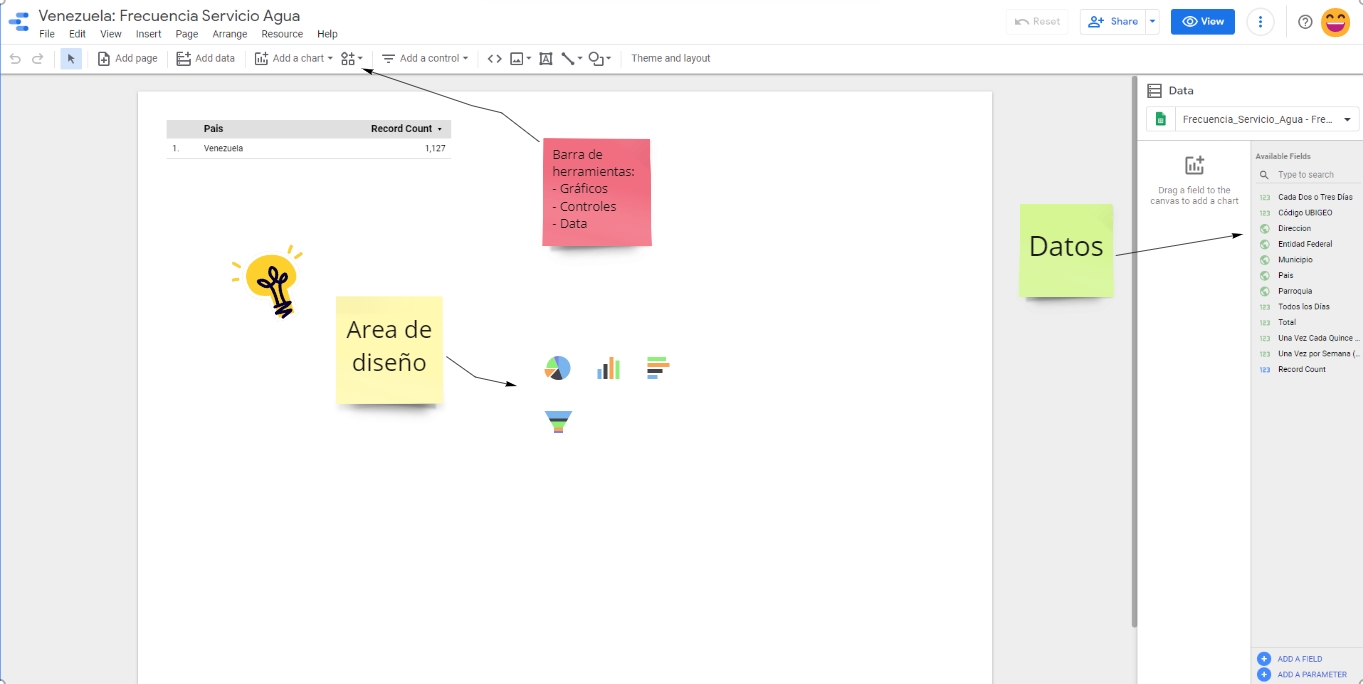 Venezuela: Frecuencia Servicio Agua
File Edit View Insert Page Arrange Resource Help
Reset
Share
View
Add page
Add data
Add a chart
Add a control
Theme and layout
Pais Record Count
1. Venezuela 1,127
Barra de
herramientas:
- Gráficos
- Controles
- Data
Area de
diseño
Datos
Data
Frecuencia_Servicio_Agua - Fre...
Drag a field to the
canvas to add a chart
Available Fields
Type to search
123 Cada Dos o Tres Días
123 Código UBIGEO
Direccion
Entidad Federal
Municipio
Pais
Parroquia
123 Todos los Días
123 Total
123 Una Vez Cada Quince ...
123 Una Vez por Semana (...
123 Record Count
ADD A FIELD
ADD A PARAMETER